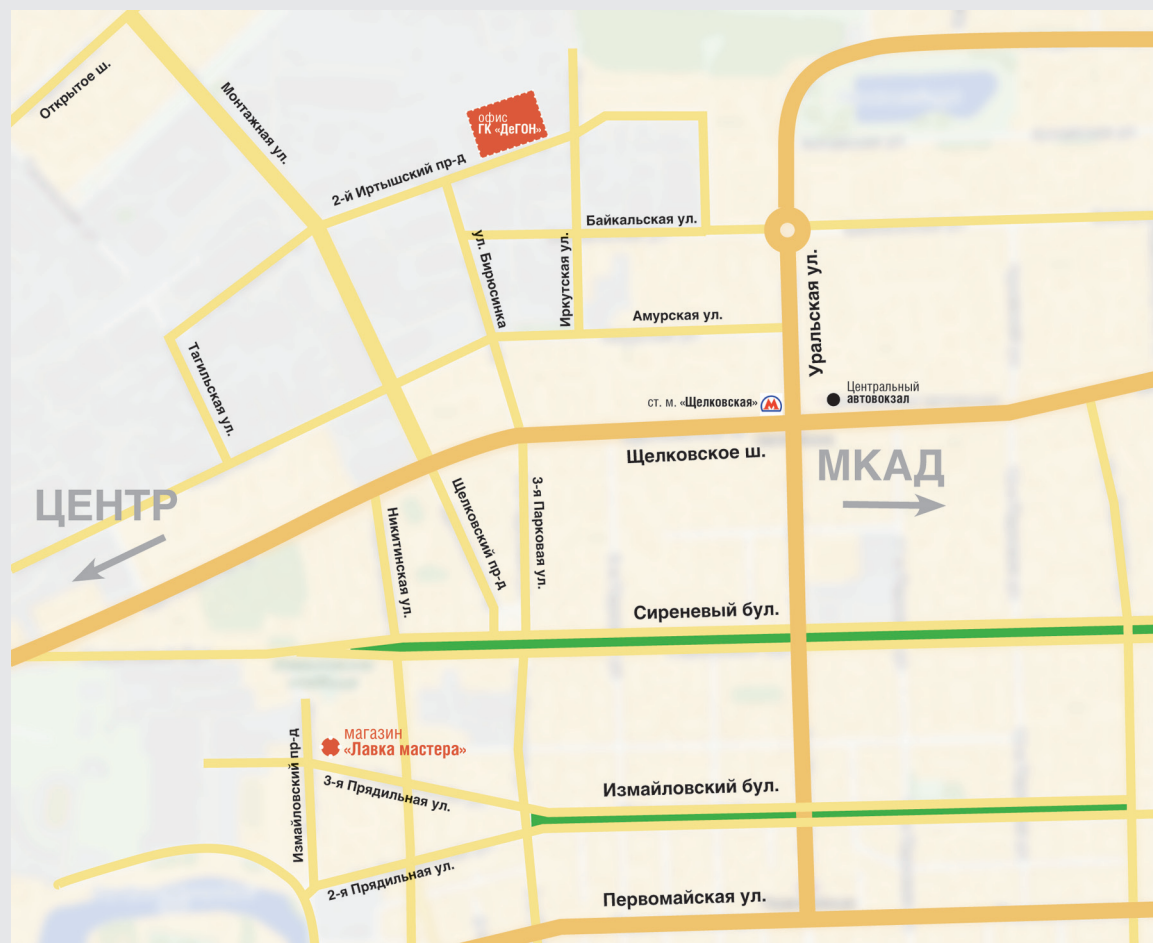 Открытое ш.
Монтажная ул.
офис
ГК «ДеГОН»
2-й Иртышский пр-д
Байкальская ул.
ул. Бирюсинка
Иркутская ул.
Уральская ул.
Амурская ул.
Тагильская ул.
ст. м. «Щелковская»
Центральный
автовокзал
Щелковское ш.
МКАД
ЦЕНТР
Щелковский пр-д
3-я Парковая ул.
Никитинская ул.
Сиреневый бул.
магазин
«Лавка мастера»
Измайловский пр-д
3-я Прядильная ул.
Измайловский бул.
2-я Прядильная ул.
Первомайская ул.